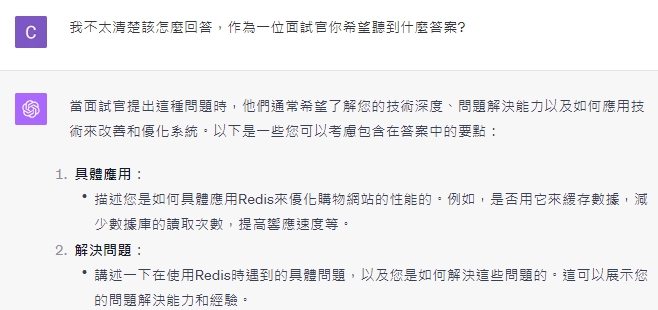 C
我不太清楚該怎麼回答，作為一位面試官你希望聽到什麼答案?
當面試官提出這種問題時，他們通常希望了解您的技術深度、問題解決能力以及如何應用技
術來改善和優化系統。以下是一些您可以考慮包含在答案中的要點：
1. 具體應用：
• 描述您是如何具體應用Redis來優化購物網站的性能的。例如，是否用它來緩存數據，減
少數據庫的讀取次數，提高響應速度等。
2. 解決問題：
• 講述一下在使用Redis時遇到的具體問題，以及您是如何解決這些問題的。這可以展示您
的問題解決能力和經驗。